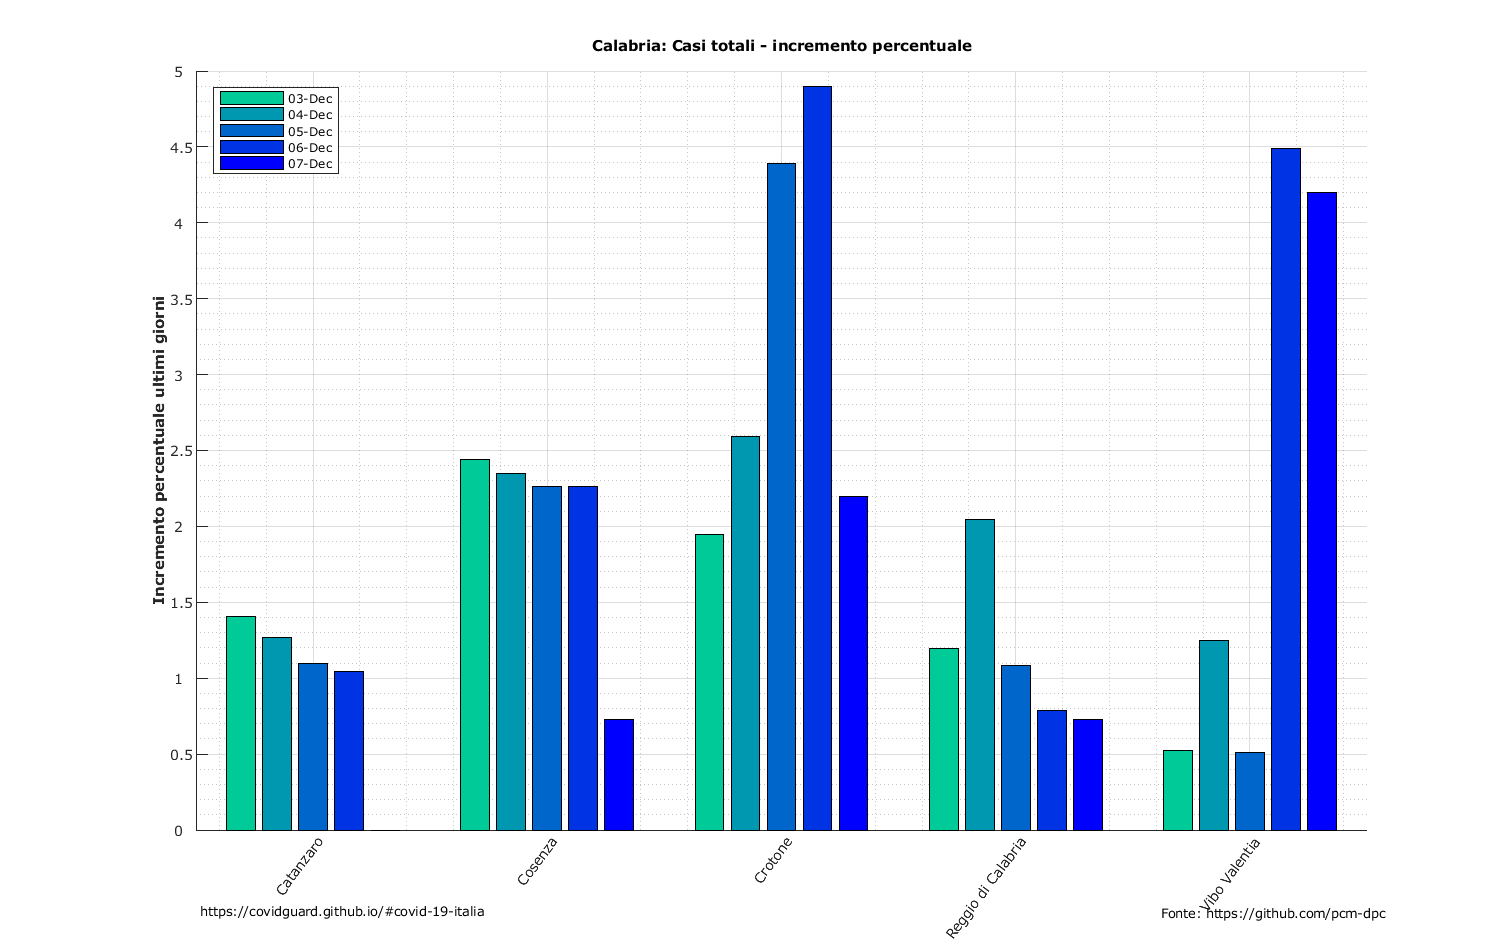 Calabria: Casi totali - incremento percentuale
5
4.5
4
3.5
3
2.5
2
1.5
1
0.5
0
Incremento percentuale ultimi giorni
03-Dec
04-Dec
05-Dec
06-Dec
07-Dec
Catanzaro
Cosenza
Crotone
Reggio di Calabria
Vibo Valentia
https://covidguard.github.io/#covid-19-italia
Fonte: https://github.com/pcm-dpc